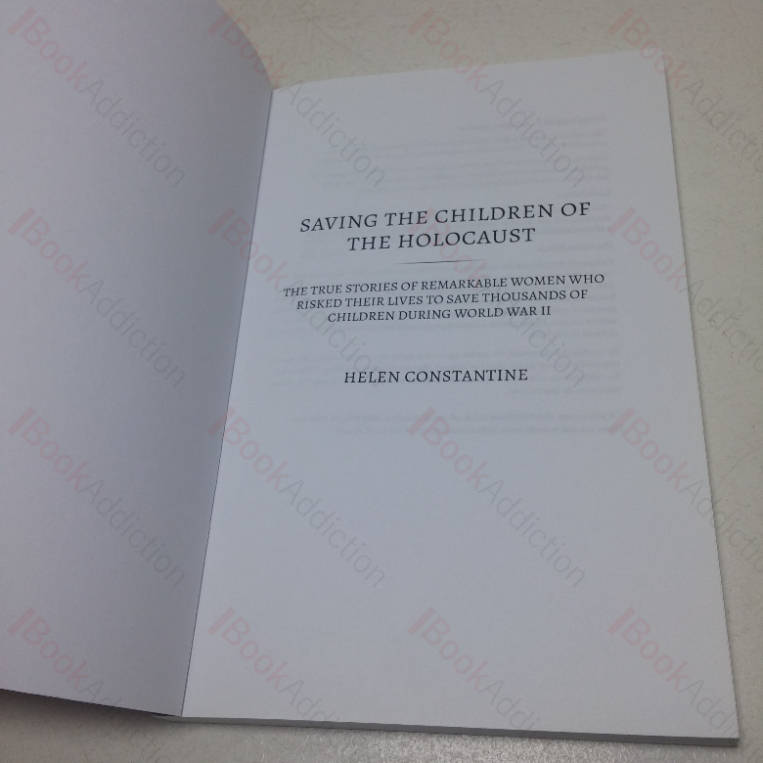 SAVING THE CHILDREN OF
THE HOLOCAUST
THE TRUE STORIES OF REMARKABLE WOMEN WHO
RISKED THEIR LIVES TO SAVE THOUSANDS OF
CHILDREN DURING WORLD WAR II
HELEN CONSTANTINE
BookAddiction